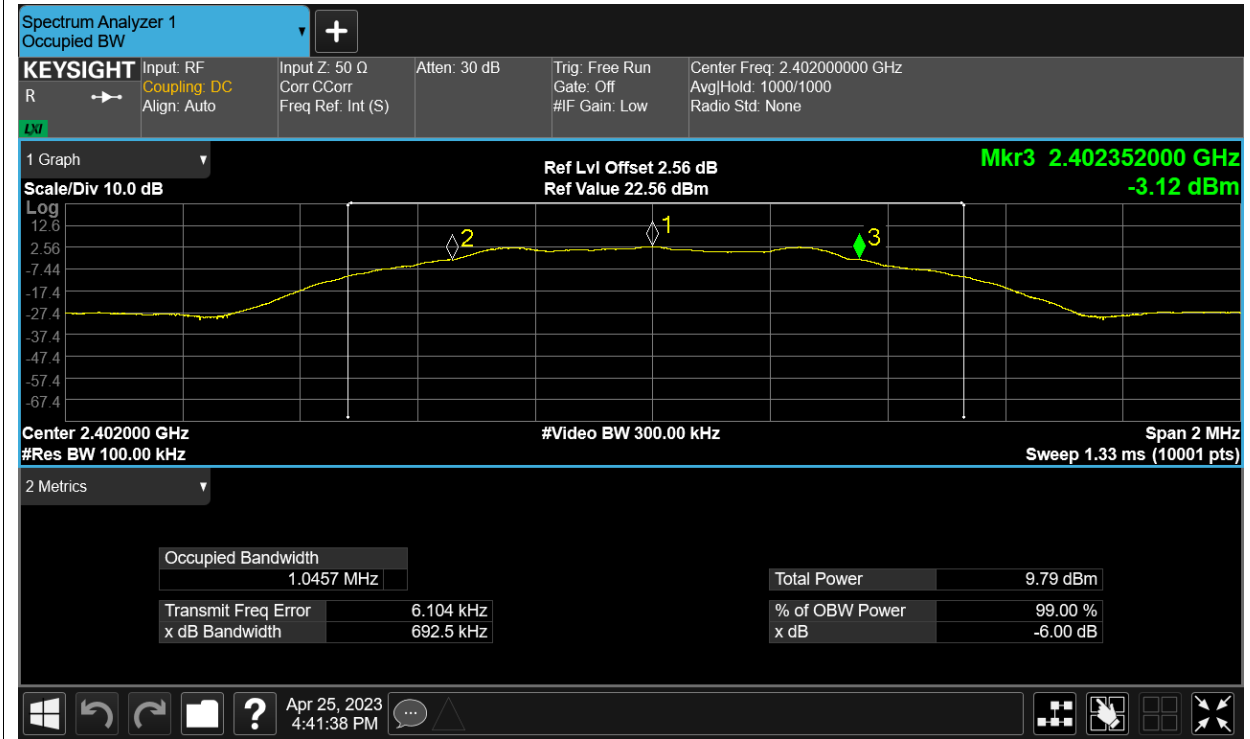 Spectrum Analyzer 1
Occupied BW
+
KEYSIGHT
R
LXI
Input: RF
Coupling: DC
Align: Auto
Input Z: 50 Ω
Corr CCorr
Freq Ref: Int (S)
Atten: 30 dB
Trig: Free Run
Gate: Off
#IF Gain: Low
Center Freq: 2.402000000 GHz
Avg|Hold: 1000/1000
Radio Std: None
1 Graph
Scale/Div 10.0 dB
Ref Lvl Offset 2.56 dB
Ref Value 22.56 dBm
Mkr3 2.402352000 GHz
-3.12 dBm
Log
12.6
2.56
-7.44
-17.4
-27.4
-37.4
-47.4
-57.4
-67.4
2
1
3
Center 2.402000 GHz
#Video BW 300.00 kHz
Span 2 MHz
#Res BW 100.00 kHz
Sweep 1.33 ms (10001 pts)
2 Metrics
Occupied Bandwidth
1.0457 MHz
Total Power 9.79 dBm
Transmit Freq Error 6.104 kHz
% of OBW Power 99.00 %
x dB Bandwidth 692.5 kHz
x dB -6.00 dB
?
Apr 25, 2023
4:41:38 PM